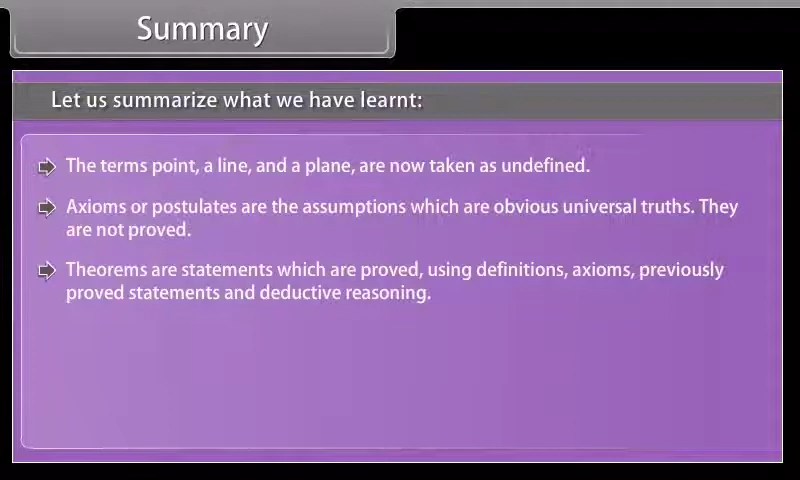 Summary
Let us summarize what we have learnt:
The terms point, a line, and a plane, are now taken as undefined.
Axioms or postulates are the assumptions which are obvious universal truths. They
are not proved.
Theorems are statements which are proved, using definitions, axioms, previously
proved statements and deductive reasoning.